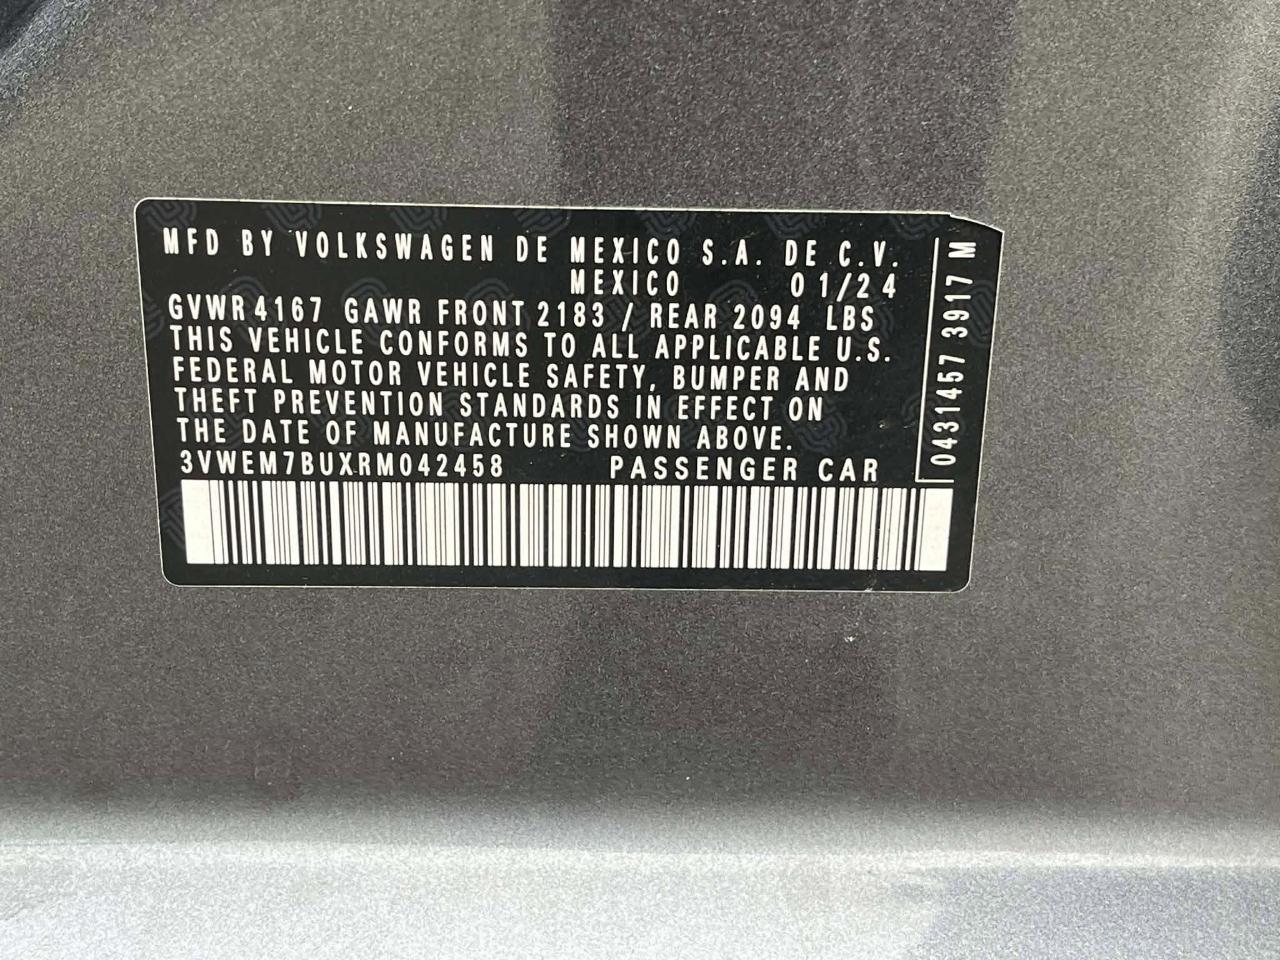 MFD BY VOLKSWAGEN DE MEXICO S.A. DE C.V.
MEXICO 01/24
GVWR 4167 GAWR FRONT 2183 / REAR 2094 LBS
THIS VEHICLE CONFORMS TO ALL APPLICABLE U.S.
FEDERAL MOTOR VEHICLE SAFETY, BUMPER AND
THEFT PREVENTION STANDARDS IN EFFECT ON
THE DATE OF MANUFACTURE SHOWN ABOVE.
3VWEM7BUXRM042458 PASSENGER CAR
0431457 3917 M